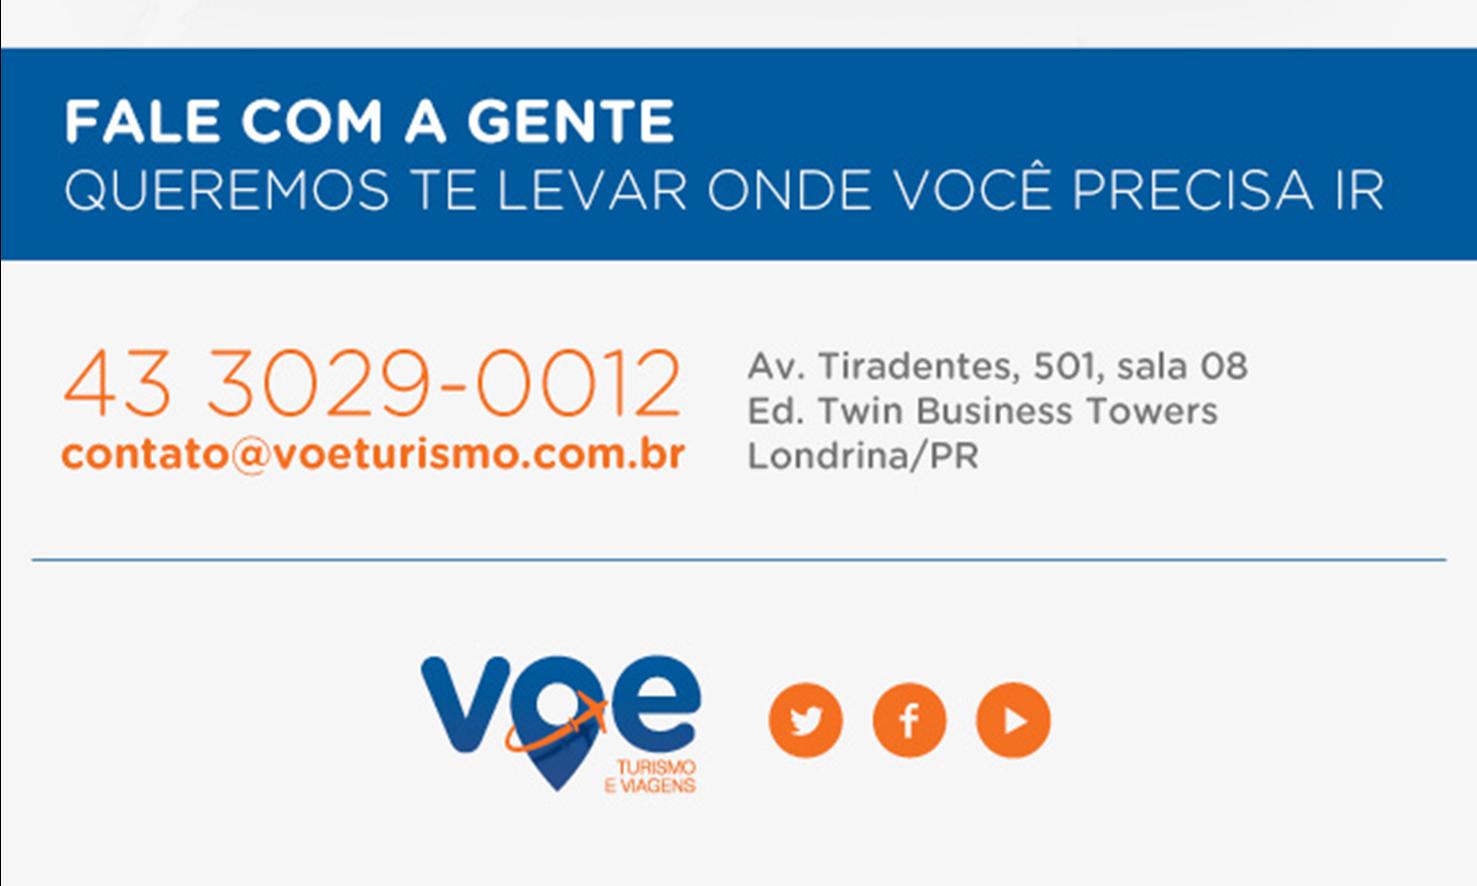 FALE COM A GENTE
QUEREMOS TE LEVAR ONDE VOCÊ PRECISA IR
43 3029-0012
contato@voeturismo.com.br
Av. Tiradentes, 501, sala 08
Ed. Twin Business Towers
Londrina/PR
voe
TURISMO
E VIAGENS